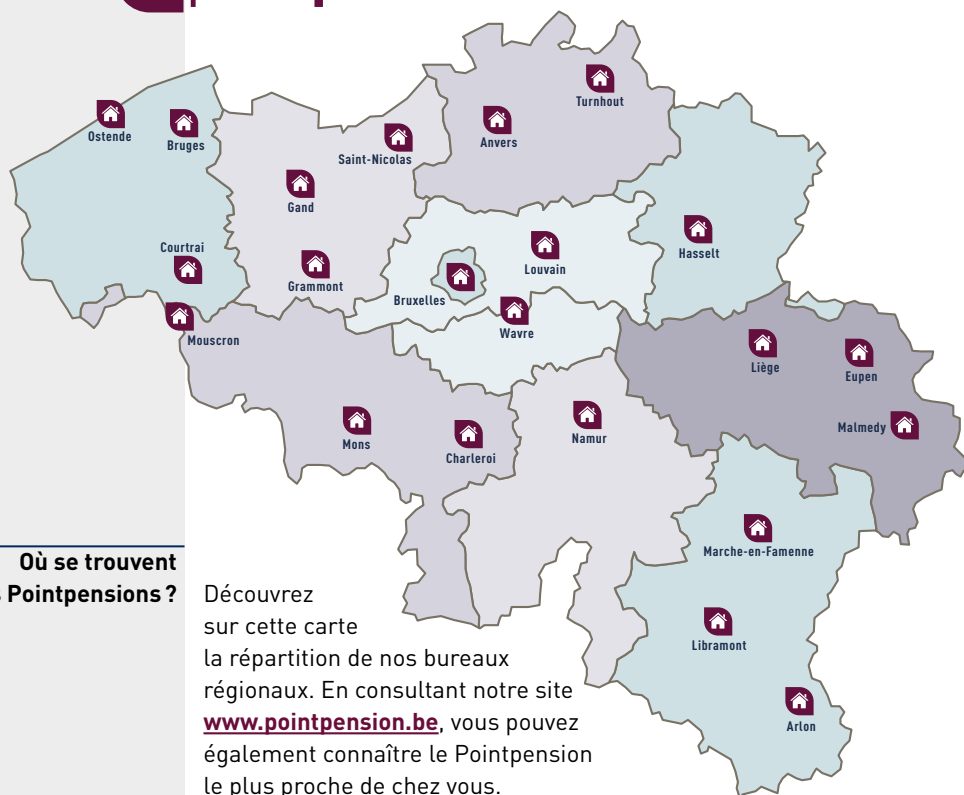 Turnhout
Ostende
Bruges
Anvers
Saint-Nicolas
Gand
Courtrai
Grammont
Louvain
Hasselt
Bruxelles
Wavre
Mouscron
Liège
Eupen
Mons
Charleroi
Namur
Malmedy
Marche-en-Famenne
Libramont
Arlon
Où se trouvent
Pointpensions ?
Découvrez
sur cette carte
la répartition de nos bureaux
régionaux. En consultant notre site
www.pointpension.be, vous pouvez
également connaître le Pointpension
le plus proche de chez vous.